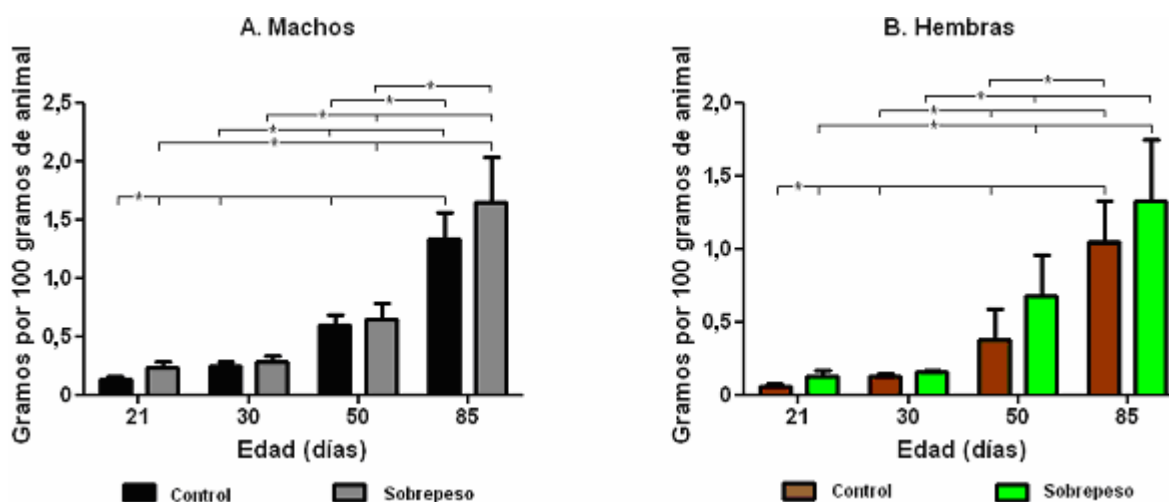 A. Machos
Gramos por 100 gramos de animal
2,5
2,0
1,5
1,0
0,5
0
* * * * * *
21 30 50 85
Edad (días)
Control Sobrepeso
B. Hembras
Gramos por 100 gramos de animal
2,0
1,5
1,0
0,5
0
* * * * *
21 30 50 85
Edad (días)
Control Sobrepeso